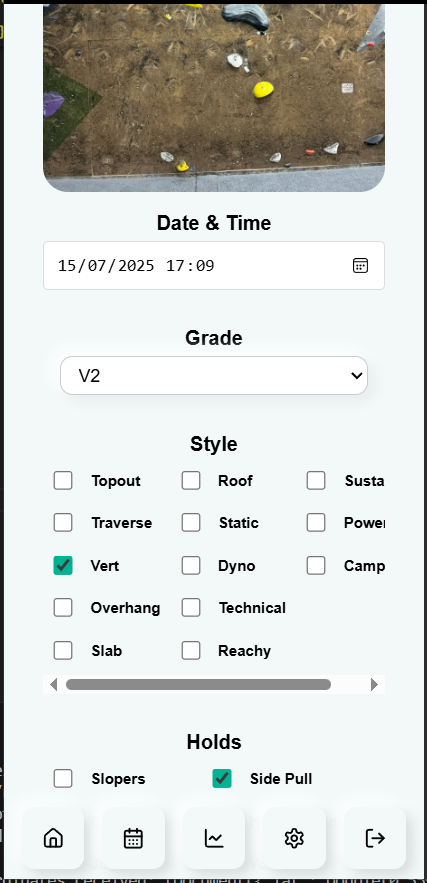 Date & Time
15/07/2025 17:09
Grade
V2
Style
Topout Roof Susta
Traverse Static Power
Vert Dyno Camp
Overhang Technical
Slab Reachy
Holds
Slopers Side Pull